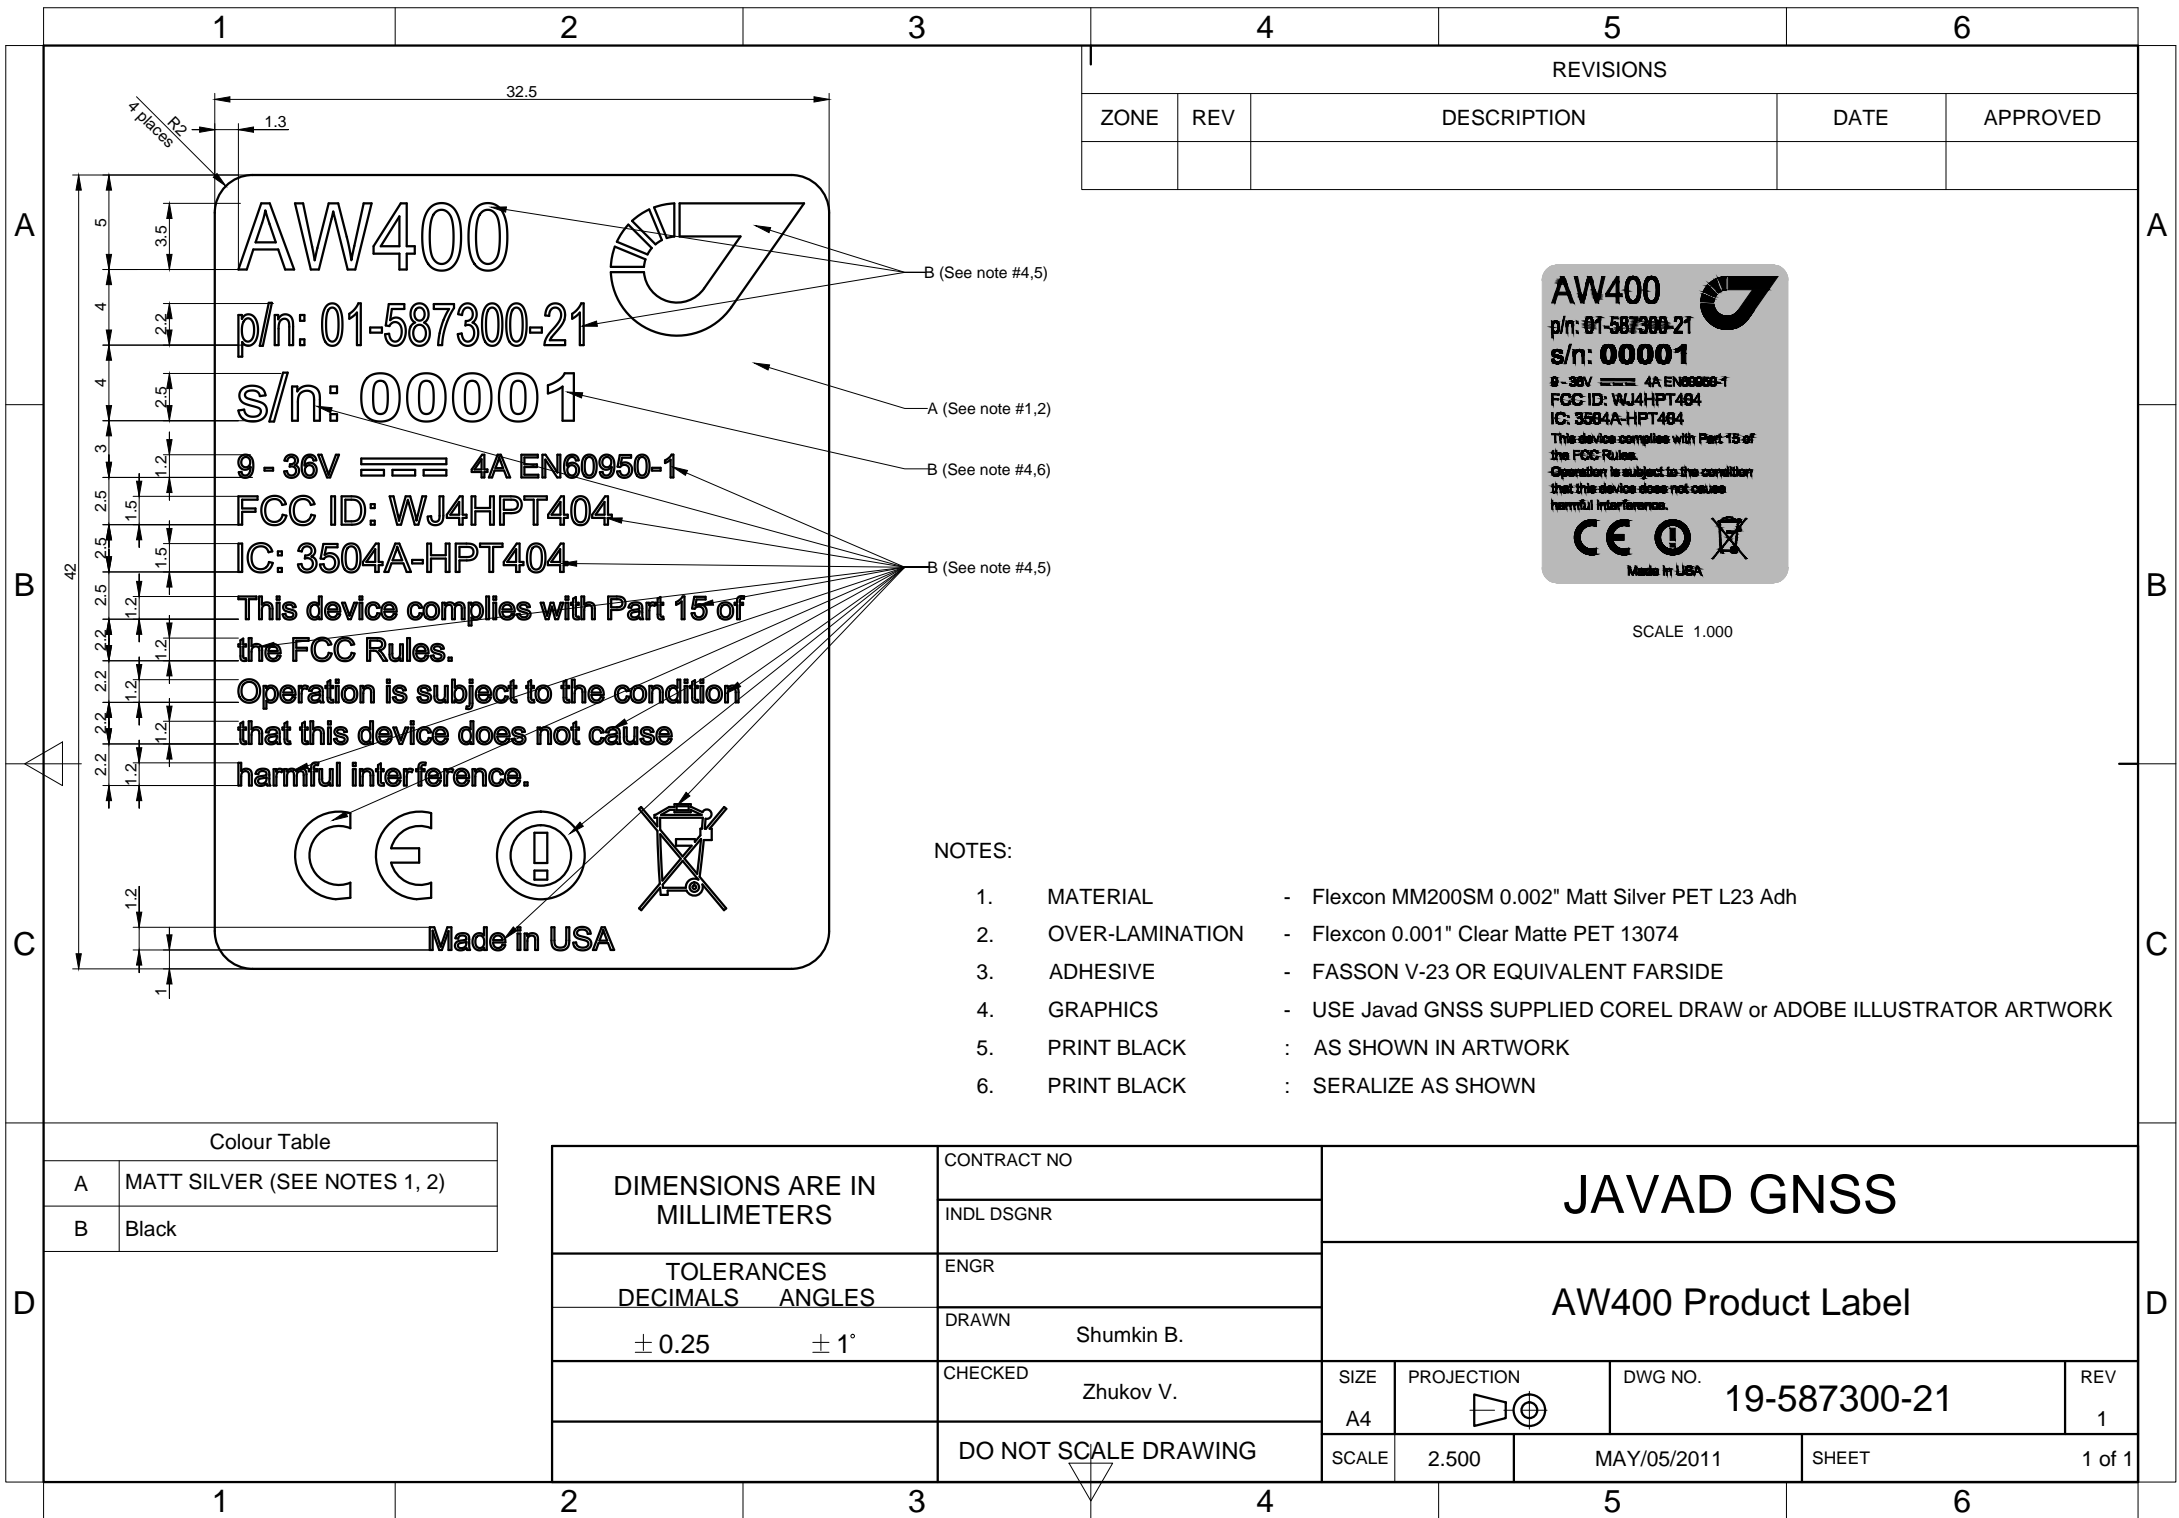 1 2 3 4 5 6
A
B
C
D
A
B
C
D
REVISIONS
ZONE REV DESCRIPTION DATE APPROVED
32.5
1.3
R2
4 places
42
5
4
4
3
2.5
2.5
2.5
2.2
2.2
2.2
2.2
3.5
2.2
2.5
1.2
1.5
1.5
1.2
1.2
1.2
1.2
1.2
1.2
1
AW400
p/n: 01-587300-21
s/n: 00001
9 - 36V 4A EN60950-1
FCC ID: WJ4HPT404
IC: 3504A-HPT404
This device complies with Part 15 of
the FCC Rules.
Operation is subject to the condition
that this device does not cause
harmful interference.
CE
Made in USA
B (See note #4,5)
A (See note #1,2)
B (See note #4,6)
B (See note #4,5)
AW400
p/n: 01-587300-21
s/n: 00001
9 - 36V 4A EN60950-1
FCC ID: WJ4HPT404
IC: 3504A-HPT404
This device complies with Part 15 of
the FCC Rules.
Operation is subject to the condition
that this device does not cause
harmful interference.
CE
Made in USA
SCALE 1.000
NOTES:
1. MATERIAL - Flexcon MM200SM 0.002" Matt Silver PET L23 Adh
2. OVER-LAMINATION - Flexcon 0.001" Clear Matte PET 13074
3. ADHESIVE - FASSON V-23 OR EQUIVALENT FARSIDE
4. GRAPHICS - USE Javad GNSS SUPPLIED COREL DRAW or ADOBE ILLUSTRATOR ARTWORK
5. PRINT BLACK : AS SHOWN IN ARTWORK
6. PRINT BLACK : SERALIZE AS SHOWN
Colour Table
A MATT SILVER (SEE NOTES 1, 2)
B Black
DIMENSIONS ARE IN
MILLIMETERS
TOLERANCES
DECIMALS ANGLES
± 0.25 ± 1°
CONTRACT NO
INDL DSGNR
ENGR
DRAWN Shumkin B.
CHECKED Zhukov V.
DO NOT SCALE DRAWING
JAVAD GNSS
AW400 Product Label
SIZE
A4
PROJECTION
DWG NO. 19-587300-21
REV
1
SCALE 2.500 MAY/05/2011 SHEET 1 of 1
1 2 3 4 5 6